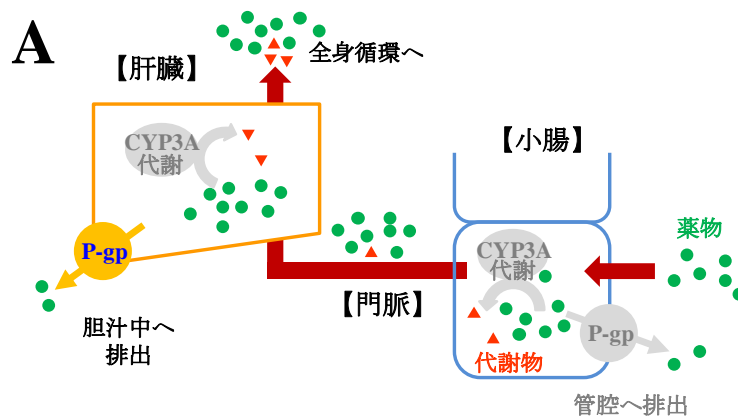 A
全身循環へ
【肝臓】
CYP3A
代謝
【小腸】
P-gp
CYP3A
代謝
薬物
【門脈】
胆汁中へ
排出
P-gp
代謝物
管腔へ排出